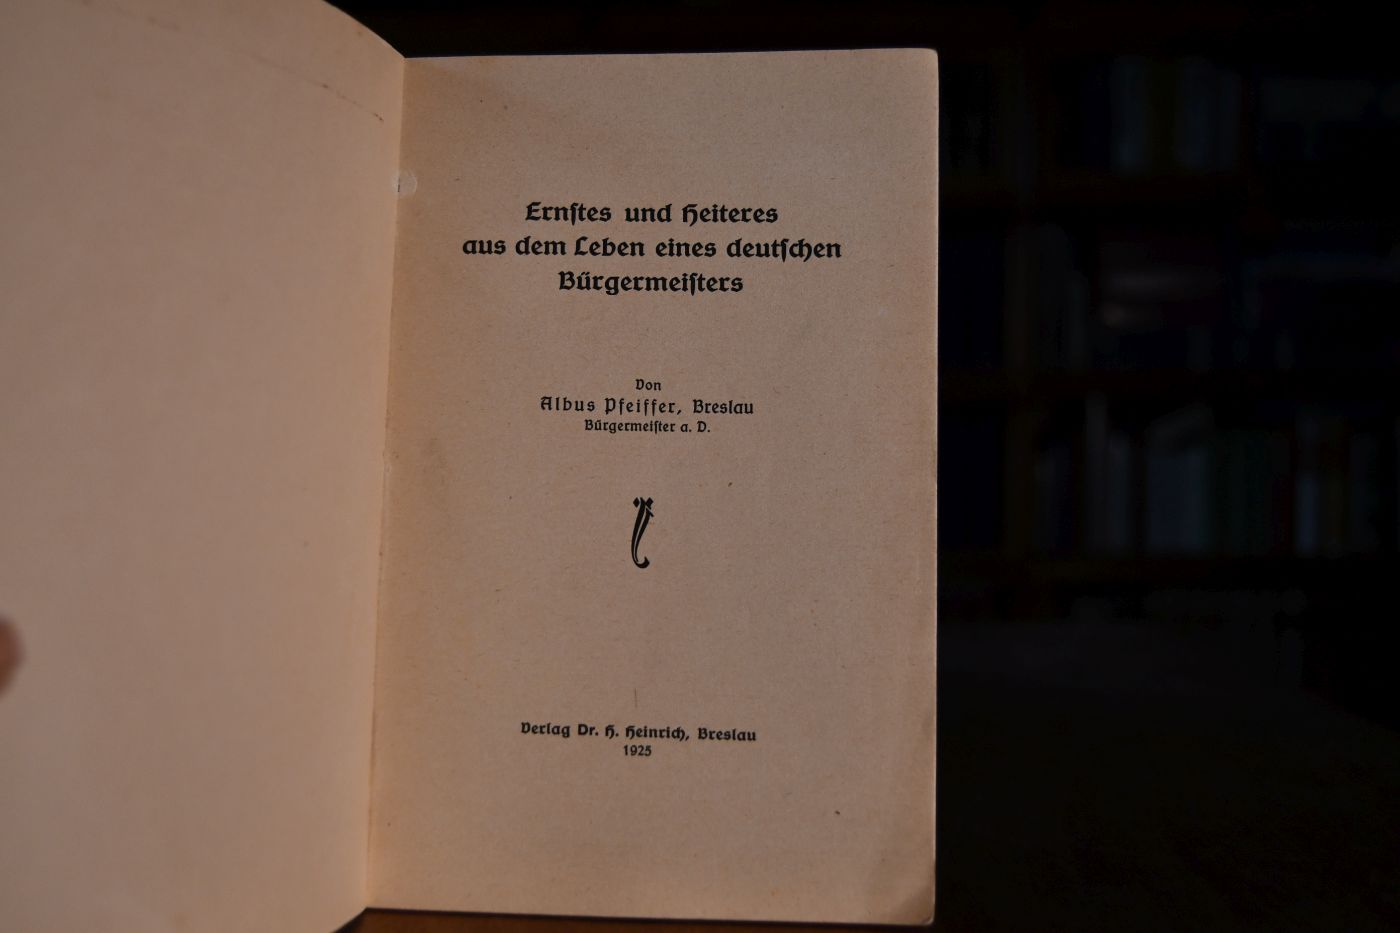 Ernſtes und Heiteres
aus dem Leben eines deutſchen
Bürgermeiſters
Von
Albus Pfeiffer, Breslau
Bürgermeiſter a. D.
Verlag Dr. H. Heinrich, Breslau
1925